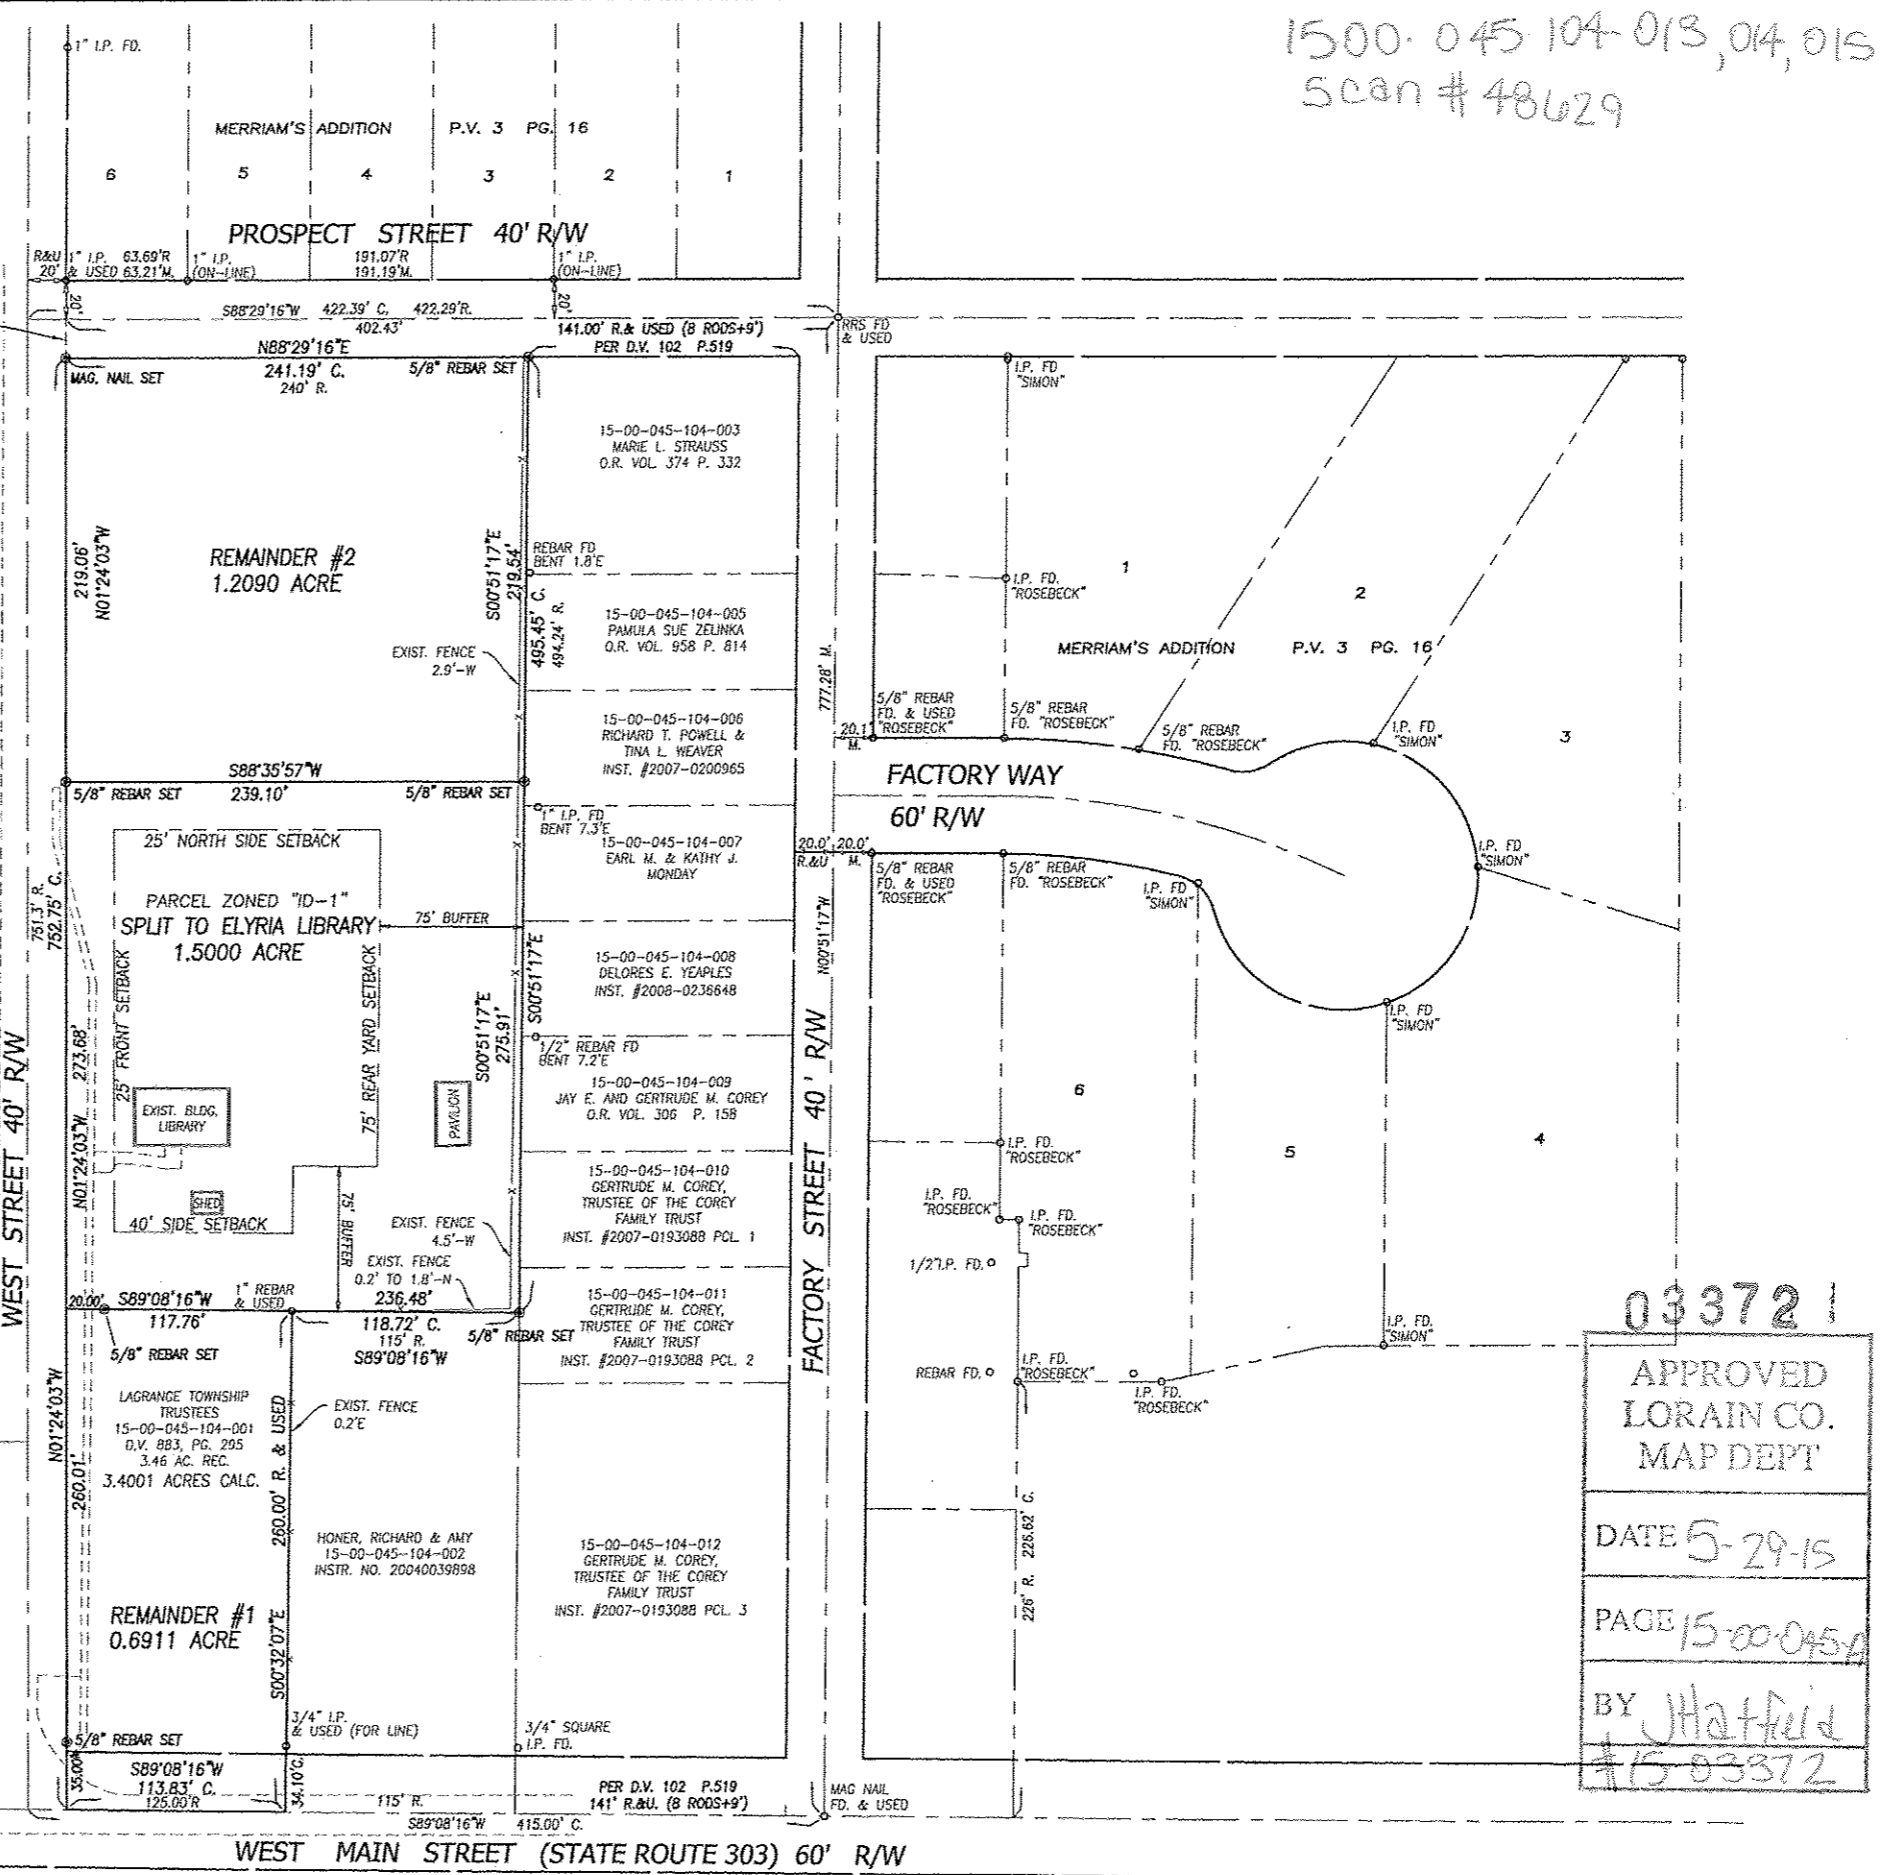 1500-045-104-013,014,015
Scan # 48629
1" I.P. FD.
MERRIAM'S ADDITION P.V. 3 PG. 16
6 5 4 3 2 1
PROSPECT STREET 40' R/W
R&U 20'
1" I.P. & USED
63.69'R
63.21'M.
1" I.P. (ON-LINE)
191.07'R
191.19'M.
1" I.P. (ON-LINE)
20'
20'
S88°29'16"W 422.39' C. 422.29'R.
402.43'
141.00' R.& USED (8 RODS+9')
PER D.V. 102 P.519
RRS FD
& USED
N88°29'16"E
241.19' C.
240' R.
MAG. NAIL SET
5/8" REBAR SET
I.P. FD
"SIMON"
15-00-045-104-003
MARIE L. STRAUSS
O.R. VOL 374 P. 332
219.06'
N01°24'03"W
REMAINDER #2
1.2090 ACRE
S00°51'17"E
219.54'
REBAR FD
BENT 1.8'E
495.45' C.
494.24' R.
15-00-045-104-005
PAMULA SUE ZELINKA
O.R. VOL. 958 P. 814
EXIST. FENCE
2.9'-W
I.P. FD.
"ROSEBECK"
1
2
MERRIAM'S ADDITION P.V. 3 PG. 16
777.28' M.
15-00-045-104-006
RICHARD T. POWELL &
TINA L. WEAVER
INST. #2007-0200965
5/8" REBAR
FD. & USED
"ROSEBECK"
20.1'
M.
5/8" REBAR
FD. "ROSEBECK"
5/8" REBAR
FD. "ROSEBECK"
I.P. FD
"SIMON"
3
S88°35'57"W
239.10'
5/8" REBAR SET
5/8" REBAR SET
FACTORY WAY
60' R/W
1" I.P. FD
BENT 7.3'E
15-00-045-104-007
EARL M. & KATHY J.
MONDAY
20.0' 20.0'
R.&U M.
5/8" REBAR
FD. & USED
"ROSEBECK"
5/8" REBAR
FD. "ROSEBECK"
I.P. FD
"SIMON"
I.P. FD
"SIMON"
25' NORTH SIDE SETBACK
751.3' R.
752.75' C.
PARCEL ZONED "ID-1"
SPLIT TO ELYRIA LIBRARY
1.5000 ACRE
75' BUFFER
25' FRONT SETBACK
75' REAR YARD SETBACK
S00°51'17"E
S00°51'17"E
275.91'
N00°51'17"W
15-00-045-104-008
DELORES E. YEAPLES
INST. #2008-0236648
I.P. FD
"SIMON"
1/2" REBAR FD
BENT 7.2'E
15-00-045-104-009
JAY E. AND GERTRUDE M. COREY
O.R. VOL. 306 P. 158
WEST STREET 40' R/W
N01°24'03"W 273.68'
EXIST. BLDG.
LIBRARY
PAVILION
SHED
40' SIDE SETBACK
75' BUFFER
FACTORY STREET 40' R/W
6
5
4
I.P. FD.
"ROSEBECK"
15-00-045-104-010
GERTRUDE M. COREY,
TRUSTEE OF THE COREY
FAMILY TRUST
INST. #2007-0193088 PCL. 1
I.P. FD.
"ROSEBECK"
I.P. FD.
"ROSEBECK"
1/2" I.P. FD.
EXIST. FENCE
4.5'-W
EXIST. FENCE
0.2' TO 1.8'-N
236.48'
20.00'
S89°08'16"W
117.76'
1" REBAR
& USED
118.72' C.
115' R.
S89°08'16"W
5/8" REBAR SET
5/8" REBAR SET
15-00-045-104-011
GERTRUDE M. COREY,
TRUSTEE OF THE COREY
FAMILY TRUST
INST. #2007-0193088 PCL. 2
I.P. FD.
"SIMON"
REBAR FD.
I.P. FD.
"ROSEBECK"
I.P. FD.
"ROSEBECK"
033721
APPROVED
LORAIN CO.
MAP DEPT
DATE 5-29-15
PAGE 15-00-045-A
BY JHatfield
#15-03372
N01°24'03"W
260.01'
LAGRANGE TOWNSHIP
TRUSTEES
15-00-045-104-001
D.V. 883, PG. 295
3.46 AC. REC.
3.4001 ACRES CALC.
EXIST. FENCE
0.2'E
S00°32'07"E 260.00' R. & USED
HONER, RICHARD & AMY
15-00-045-104-002
INSTR. NO. 20040039898
15-00-045-104-012
GERTRUDE M. COREY,
TRUSTEE OF THE COREY
FAMILY TRUST
INST. #2007-0193088 PCL. 3
226' R. 226.62' C.
REMAINDER #1
0.6911 ACRE
5/8" REBAR SET
3/4" I.P.
& USED (FOR LINE)
3/4" SQUARE
I.P. FD.
35.00'
S89°08'16"W
113.83' C.
125.00'R
34.10'C.
115' R.
PER D.V. 102 P.519
141' R.&U. (8 RODS+9')
MAG NAIL
FD. & USED
S89°08'16"W 415.00' C.
WEST MAIN STREET (STATE ROUTE 303) 60' R/W